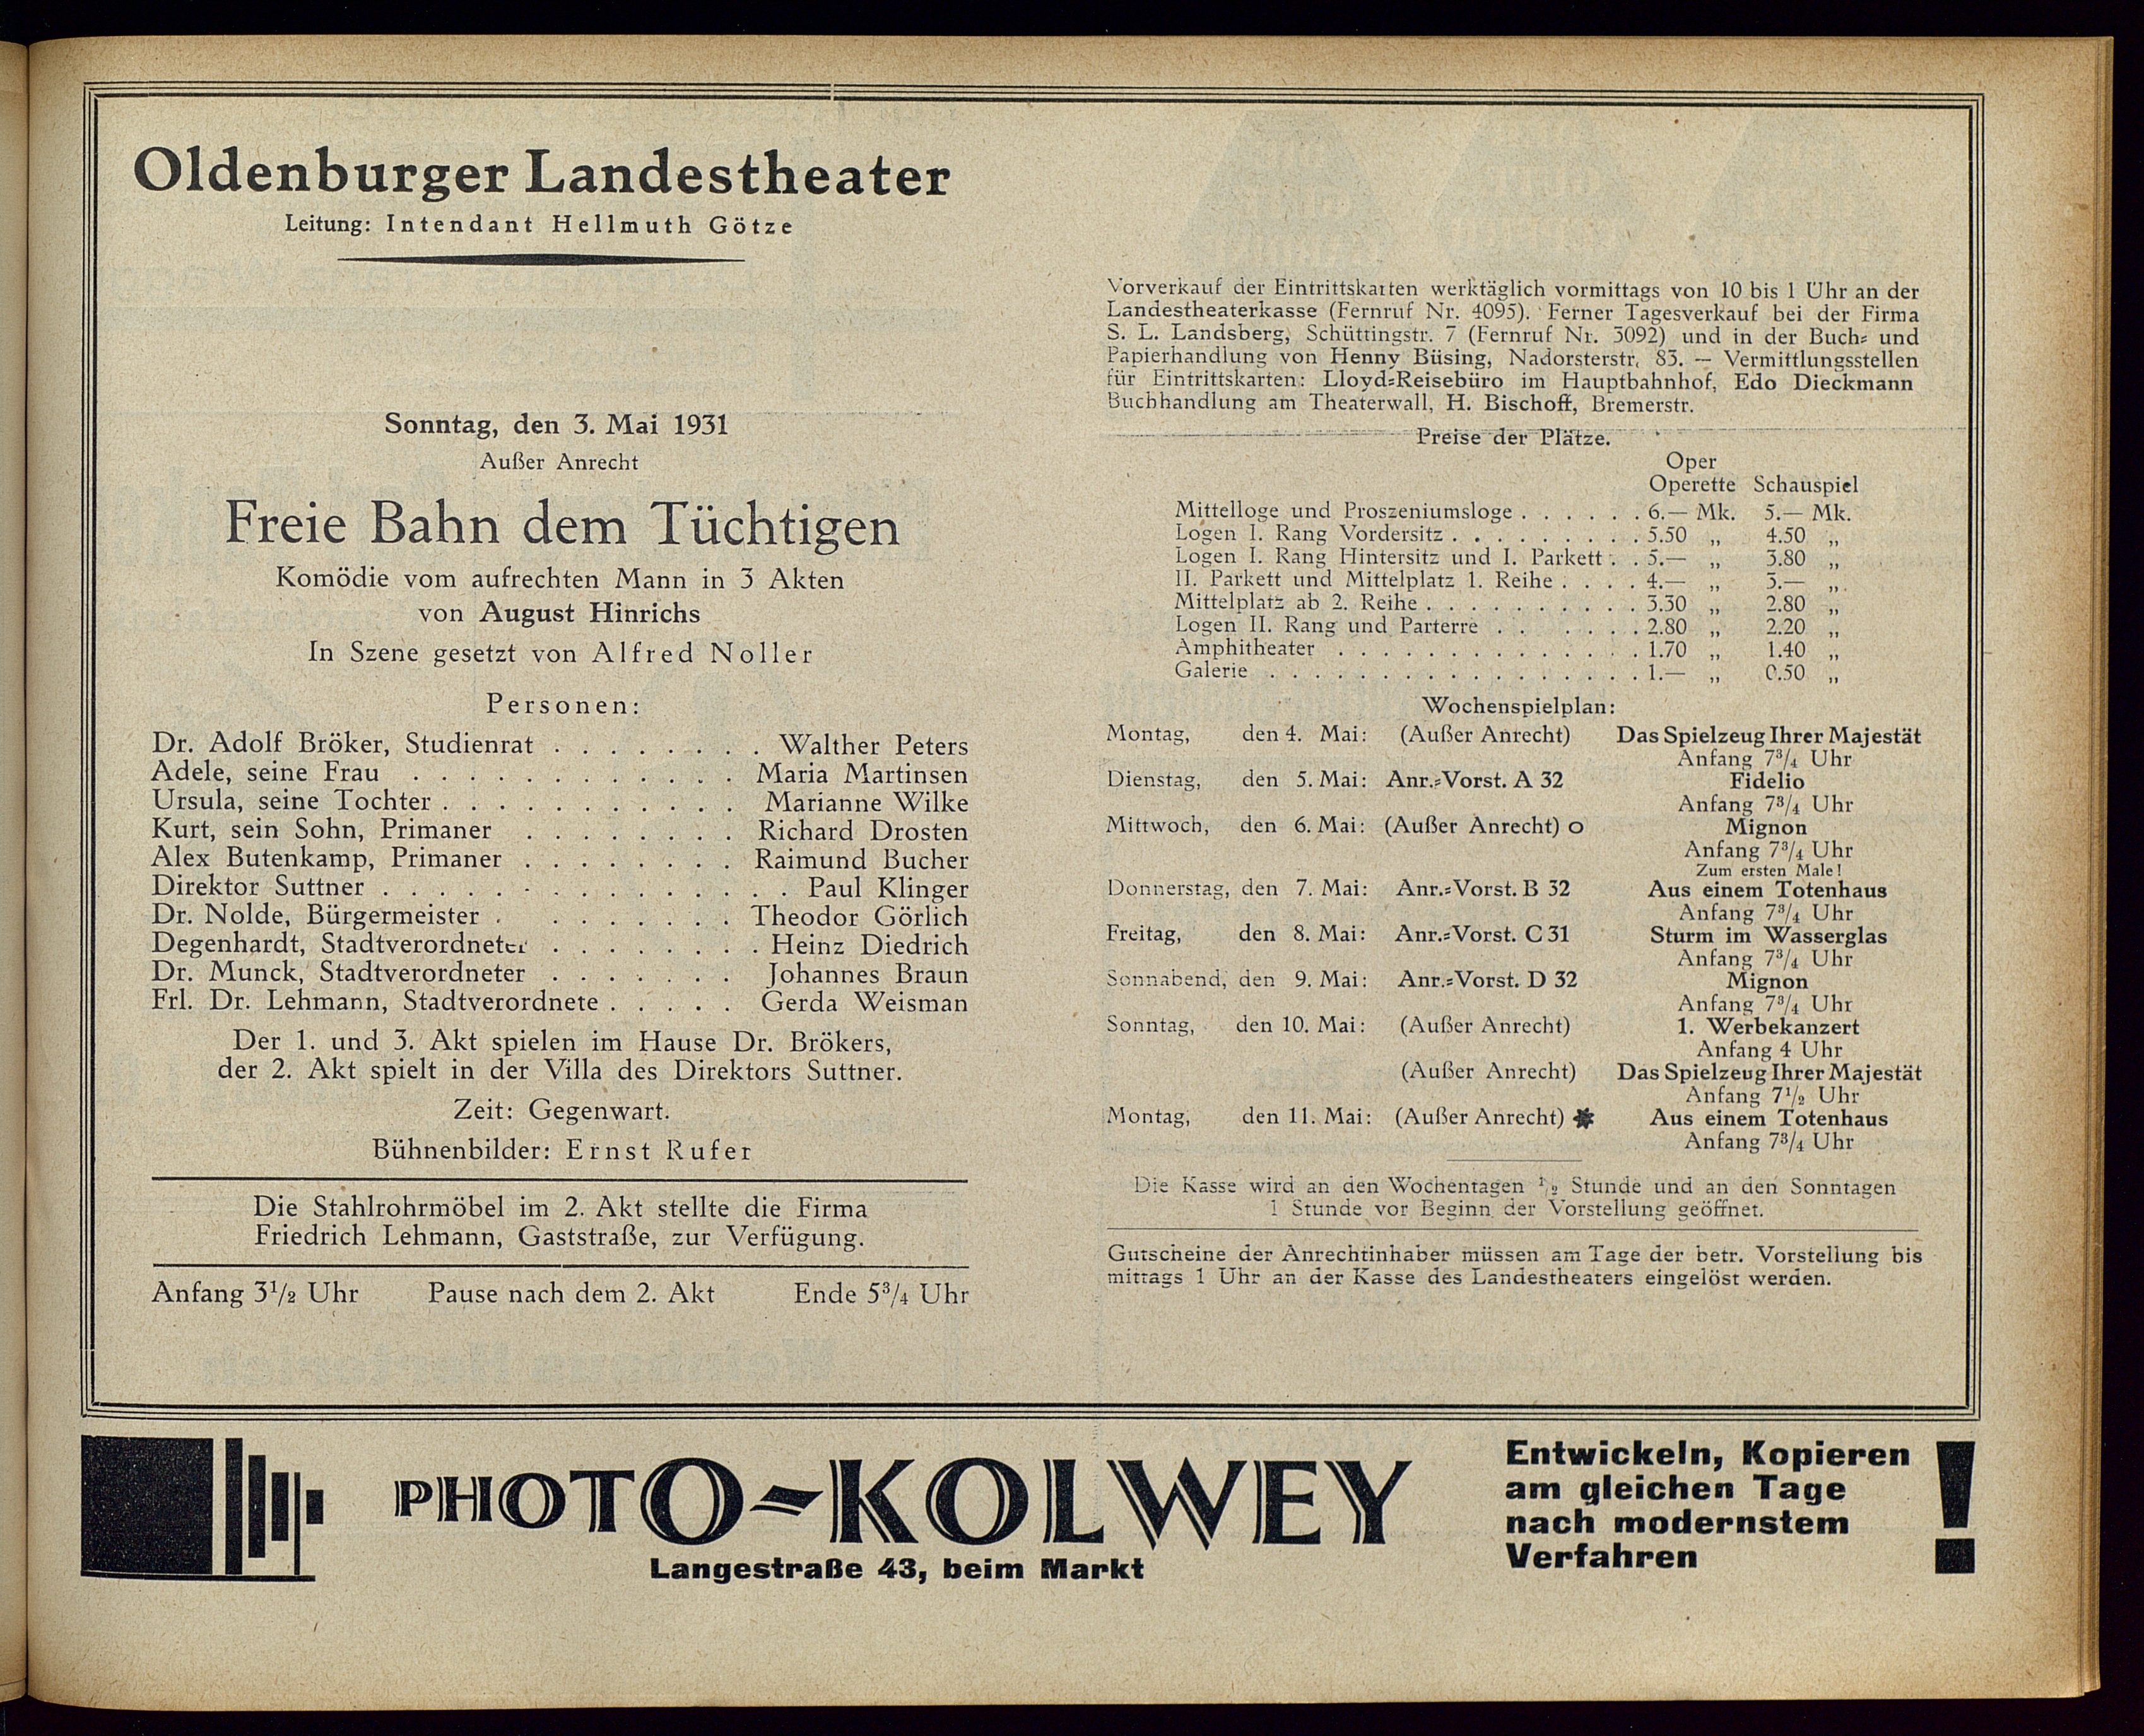 Oldenburger Landestheater
Leitung: Intendant Hellmuth Götze
Sonntag, den 3. Mai 1931
Außer Anrecht
Freie Bahn dem Tüchtigen
Komödie vom aufrechten Mann in 3 Akten
von August Hinrichs
In Szene gesetzt von Alfred Noller
Personen:
Dr. Adolf Bröker, Studienrat . . . . . . . . Walther Peters
Adele, seine Frau . . . . . . . . . . . . Maria Martinsen
Ursula, seine Tochter . . . . . . . . . . . Marianne Wilke
Kurt, sein Sohn, Primaner . . . . . . . . Richard Drosten
Alex Butenkamp, Primaner . . . . . . . . Raimund Bucher
Direktor Suttner . . . . . . . . . . . . . . . Paul Klinger
Dr. Nolde, Bürgermeister . . . . . . . . Theodor Görlich
Degenhardt, Stadtverordneter . . . . . . . . Heinz Diedrich
Dr. Munck, Stadtverordneter . . . . . . . Johannes Braun
Frl. Dr. Lehmann, Stadtverordnete . . . . . Gerda Weisman
Der 1. und 3. Akt spielen im Hause Dr. Brökers,
der 2. Akt spielt in der Villa des Direktors Suttner.
Zeit: Gegenwart.
Bühnenbilder: Ernst Rufer
Die Stahlrohrmöbel im 2. Akt stellte die Firma
Friedrich Lehmann, Gaststraße, zur Verfügung.
Anfang 3½ Uhr Pause nach dem 2. Akt Ende 5¾ Uhr
Vorverkauf der Eintrittskarten werktäglich vormittags von 10 bis 1 Uhr an der
Landestheaterkasse (Fernruf Nr. 4095). Ferner Tagesverkauf bei der Firma
S. L. Landsberg, Schüttingstr. 7 (Fernruf Nr. 3092) und in der Buch= und
Papierhandlung von Henny Büsing, Nadorsterstr. 83. — Vermittlungsstellen
für Eintrittskarten: Lloyd=Reisebüro im Hauptbahnhof, Edo Dieckmann
Buchhandlung am Theaterwall, H. Bischoff, Bremerstr.
Preise der Plätze.
Oper
Operette Schauspiel
Mittelloge und Proszeniumsloge . . . . . . 6.— Mk. 5.— Mk.
Logen I. Rang Vordersitz . . . . . . . . . 5.50 „ 4.50 „
Logen I. Rang Hintersitz und I. Parkett . . 5.— „ 3.80 „
II. Parkett und Mittelplatz 1. Reihe . . . . 4.— „ 3.— „
Mittelplatz ab 2. Reihe . . . . . . . . . . 3.30 „ 2.80 „
Logen II. Rang und Parterre . . . . . . 2.80 „ 2.20 „
Amphitheater . . . . . . . . . . . . . . 1.70 „ 1.40 „
Galerie . . . . . . . . . . . . . . . . . 1.— „ 0.50 „
Wochenspielplan:
Montag, den 4. Mai: (Außer Anrecht) Das Spielzeug Ihrer Majestät
Anfang 7¾ Uhr
Dienstag, den 5. Mai: Anr.=Vorst. A 32 Fidelio
Anfang 7¾ Uhr
Mittwoch, den 6. Mai: (Außer Anrecht) o Mignon
Anfang 7¾ Uhr
Zum ersten Male!
Donnerstag, den 7. Mai: Anr.=Vorst. B 32 Aus einem Totenhaus
Anfang 7¾ Uhr
Freitag, den 8. Mai: Anr.=Vorst. C 31 Sturm im Wasserglas
Anfang 7¾ Uhr
Sonnabend, den 9. Mai: Anr.=Vorst. D 32 Mignon
Anfang 7¾ Uhr
Sonntag, den 10. Mai: (Außer Anrecht) 1. Werbekanzert
Anfang 4 Uhr
(Außer Anrecht) Das Spielzeug Ihrer Majestät
Anfang 7½ Uhr
Montag, den 11. Mai: (Außer Anrecht) ✱ Aus einem Totenhaus
Anfang 7¾ Uhr
Die Kasse wird an den Wochentagen ½ Stunde und an den Sonntagen
1 Stunde vor Beginn der Vorstellung geöffnet.
Gutscheine der Anrechtinhaber müssen am Tage der betr. Vorstellung bis
mittags 1 Uhr an der Kasse des Landestheaters eingelöst werden.
PHOTO-KOLWEY
Langestraße 43, beim Markt
Entwickeln, Kopieren
am gleichen Tage
nach modernstem
Verfahren
!